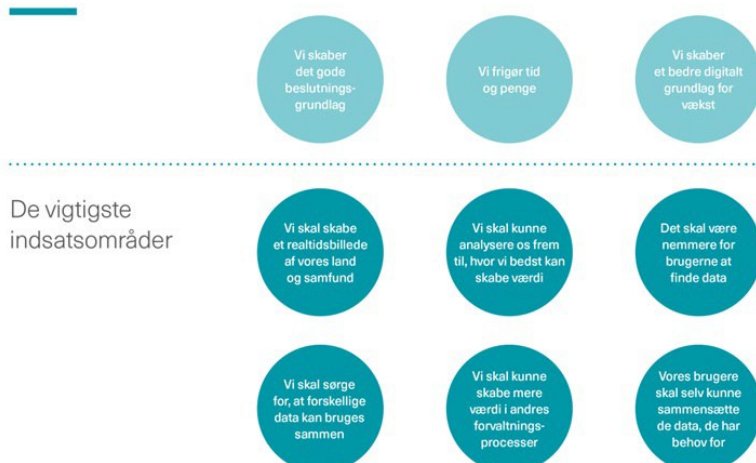 Vi skaber
det gode
beslutnings-
grundlag
Vi frigør tid
og penge
Vi skaber
et bedre digitalt
grundlag for
vækst
De vigtigste
indsatsområder
Vi skal skabe
et realtidsbillede
af vores land
og samfund
Vi skal kunne
analysere os frem
til, hvor vi bedst kan
skabe værdi
Det skal være
nemmere for
brugerne at
finde data
Vi skal sørge
for, at forskellige
data kan bruges
sammen
Vi skal kunne
skabe mere
værdi i andres
forvaltnings-
processer
Vores brugere
skal selv kunne
sammensætte
de data, de har
behov for